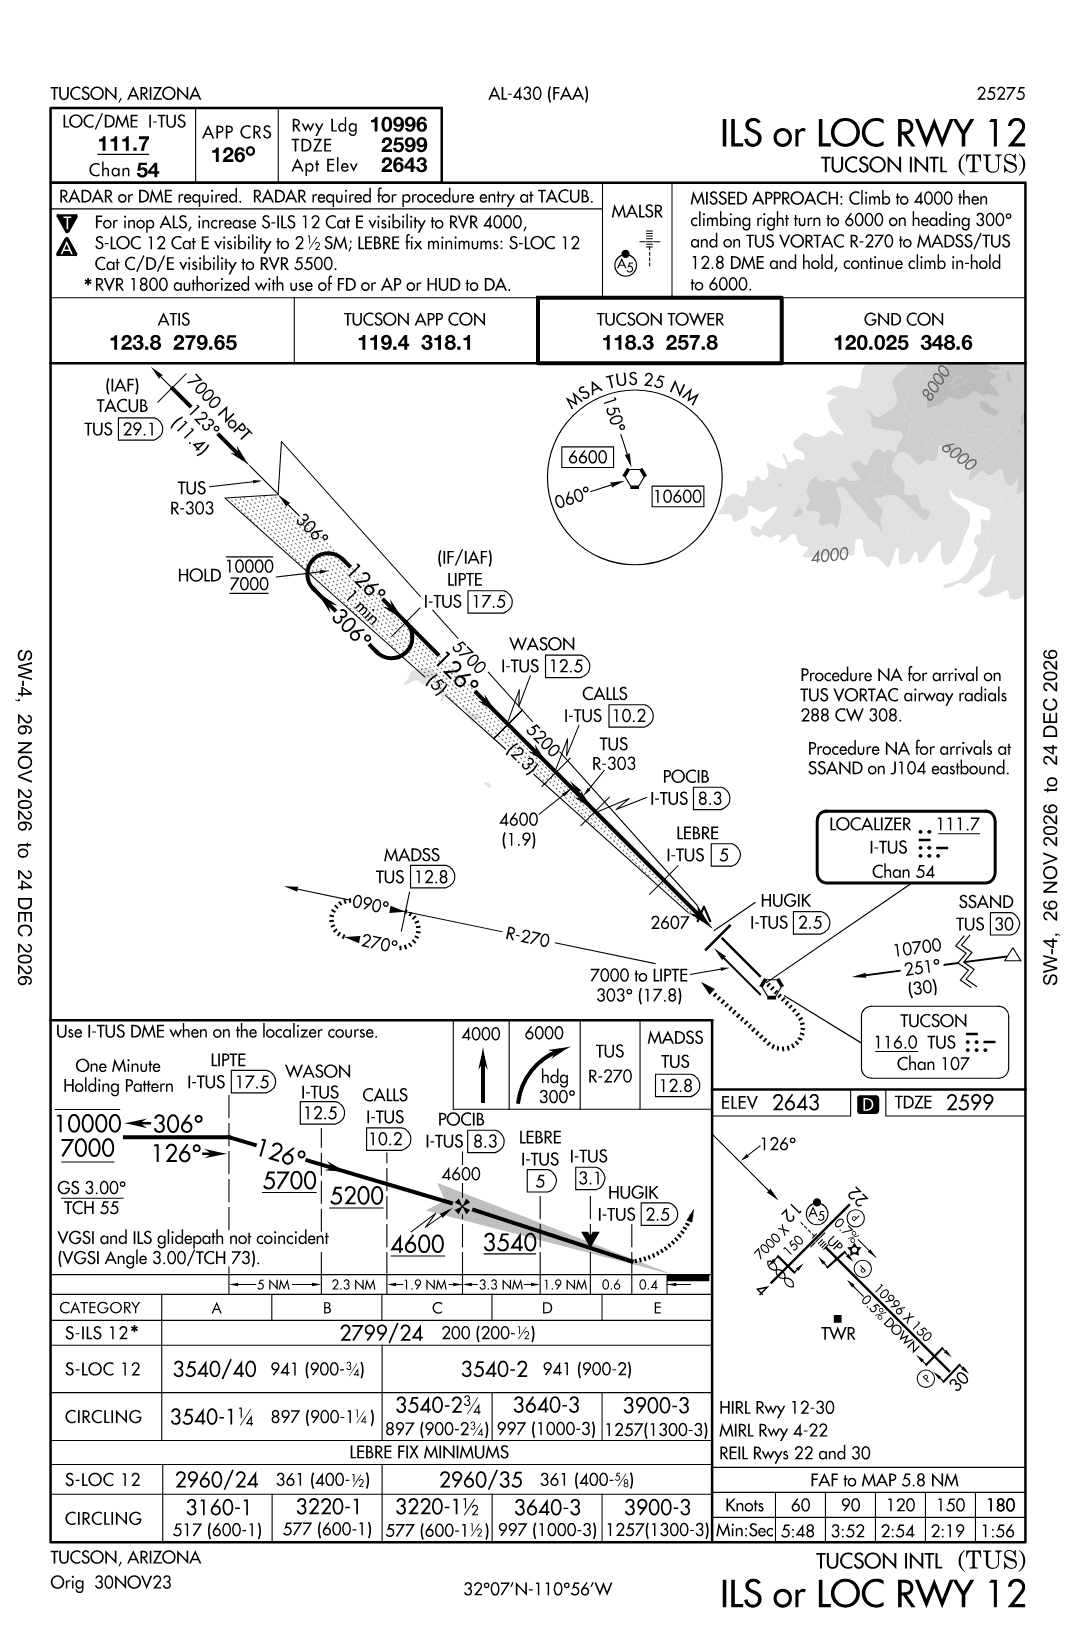 TUCSON, ARIZONA
AL-430 (FAA)
25275
LOC/DME I-TUS
111.7
Chan 54
APP CRS
126°
Rwy Ldg 10996
TDZE 2599
Apt Elev 2643
ILS or LOC RWY 12
TUCSON INTL (TUS)
RADAR or DME required. RADAR required for procedure entry at TACUB.
T
A
For inop ALS, increase S-ILS 12 Cat E visibility to RVR 4000,
S-LOC 12 Cat E visibility to 2½ SM; LEBRE fix minimums: S-LOC 12
Cat C/D/E visibility to RVR 5500.
* RVR 1800 authorized with use of FD or AP or HUD to DA.
MALSR
A5
MISSED APPROACH: Climb to 4000 then
climbing right turn to 6000 on heading 300°
and on TUS VORTAC R-270 to MADSS/TUS
12.8 DME and hold, continue climb in-hold
to 6000.
ATIS
123.8 279.65
TUCSON APP CON
119.4 318.1
TUCSON TOWER
118.3 257.8
GND CON
120.025 348.6
(IAF)
TACUB
TUS 29.1
7000 NoPT
123°
(11.4)
TUS
R-303
306°
HOLD 10000
7000
126°
1 min
306°
(IF/IAF)
LIPTE
I-TUS 17.5
5700
126°
(5)
WASON
I-TUS 12.5
CALLS
I-TUS 10.2
5200
(2.3)
TUS
R-303
POCIB
I-TUS 8.3
4600
(1.9)
LEBRE
I-TUS 5
MSA TUS 25 NM
150°
6600
060°
10600
8000
6000
4000
Procedure NA for arrival on
TUS VORTAC airway radials
288 CW 308.
Procedure NA for arrivals at
SSAND on J104 eastbound.
LOCALIZER 111.7
I-TUS
Chan 54
MADSS
TUS 12.8
090°
270°
R-270
2607
HUGIK
I-TUS 2.5
7000 to LIPTE
303° (17.8)
SSAND
TUS 30
10700
251°
(30)
TUCSON
116.0 TUS
Chan 107
SW-4, 26 NOV 2026 to 24 DEC 2026
SW-4, 26 NOV 2026 to 24 DEC 2026
Use I-TUS DME when on the localizer course.
One Minute
Holding Pattern
LIPTE
I-TUS 17.5
WASON
I-TUS
12.5
CALLS
I-TUS
10.2
POCIB
I-TUS 8.3
4600
LEBRE
I-TUS
5
I-TUS
3.1
HUGIK
I-TUS 2.5
4000
6000
hdg
300°
TUS
R-270
MADSS
TUS
12.8
10000
7000
306°
126°
126°
5700
5200
4600
3540
GS 3.00°
TCH 55
VGSI and ILS glidepath not coincident
(VGSI Angle 3.00/TCH 73).
5 NM
2.3 NM
1.9 NM
3.3 NM
1.9 NM
0.6
0.4
CATEGORY A B C D E
S-ILS 12* 2799/24 200 (200-½)
S-LOC 12 3540/40 941 (900-¾) 3540-2 941 (900-2)
CIRCLING 3540-1¼ 897 (900-1¼) 3540-2¾ 897 (900-2¾) 3640-3 997 (1000-3) 3900-3 1257(1300-3)
LEBRE FIX MINIMUMS
S-LOC 12 2960/24 361 (400-½) 2960/35 361 (400-⅝)
CIRCLING 3160-1 517 (600-1) 3220-1 577 (600-1) 3220-1½ 577 (600-1½) 3640-3 997 (1000-3) 3900-3 1257(1300-3)
ELEV 2643
D
TDZE 2599
126°
22
12
A5
P
0.7%
UP
7000 X 150
4
P
10996 X 150
0.5% DOWN
TWR
P
30
HIRL Rwy 12-30
MIRL Rwy 4-22
REIL Rwys 22 and 30
FAF to MAP 5.8 NM
Knots 60 90 120 150 180
Min:Sec 5:48 3:52 2:54 2:19 1:56
TUCSON, ARIZONA
Orig 30NOV23
32°07'N-110°56'W
TUCSON INTL (TUS)
ILS or LOC RWY 12